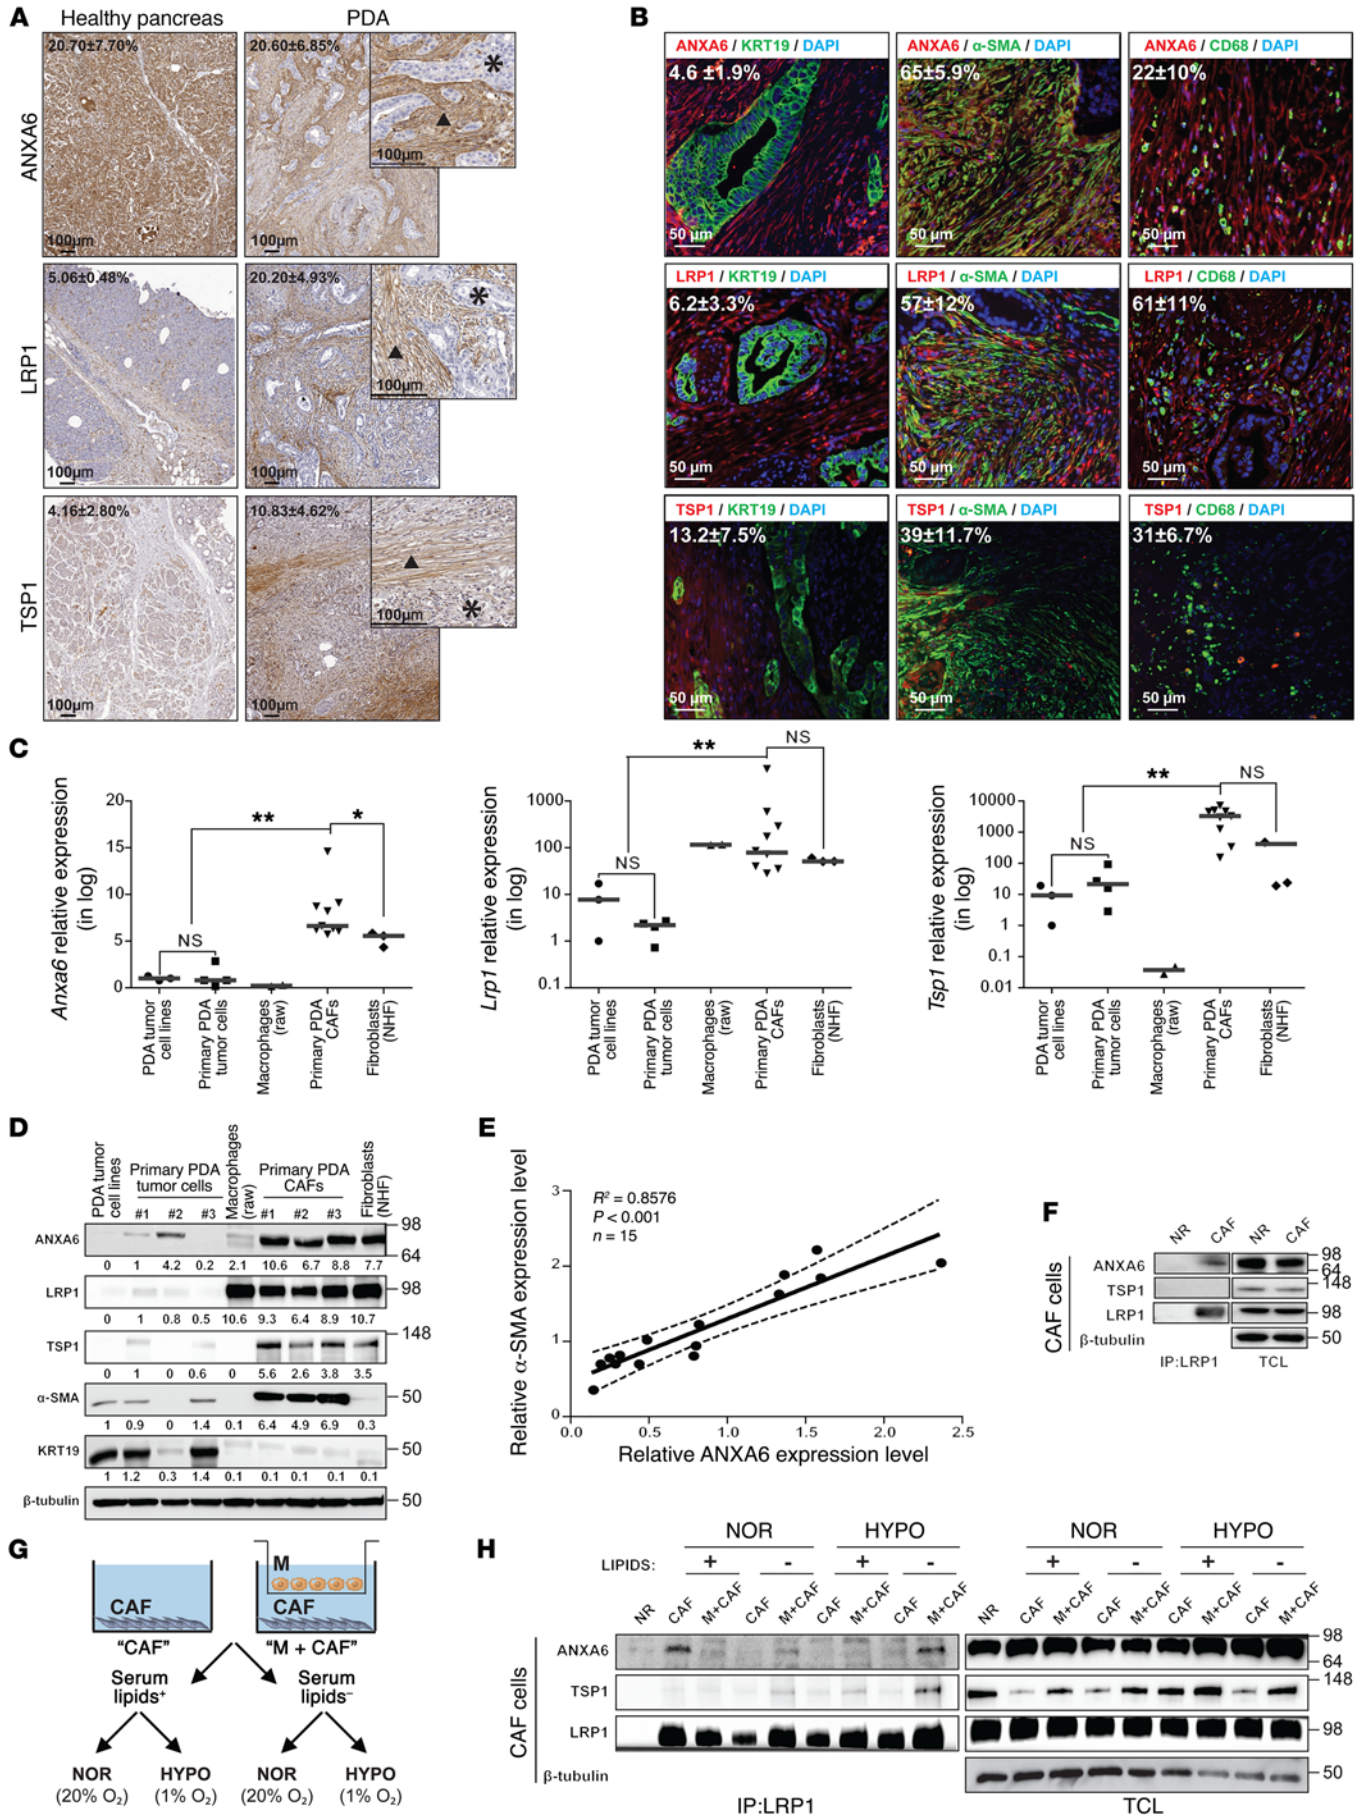 A
Healthy pancreas
PDA
ANXA6
20.70±7.70%
100µm
20.60±6.85%
100µm
100µm
LRP1
5.06±0.48%
100µm
20.20±4.93%
100µm
100µm
TSP1
4.16±2.80%
100µm
10.83±4.62%
100µm
100µm
B
ANXA6 / KRT19 / DAPI
4.6 ±1.9%
50 µm
ANXA6 / α-SMA / DAPI
65±5.9%
50 µm
ANXA6 / CD68 / DAPI
22±10%
50 µm
LRP1 / KRT19 / DAPI
6.2±3.3%
50 µm
LRP1 / α-SMA / DAPI
57±12%
50 µm
LRP1 / CD68 / DAPI
61±11%
50 µm
TSP1 / KRT19 / DAPI
13.2±7.5%
50 µm
TSP1 / α-SMA / DAPI
39±11.7%
50 µm
TSP1 / CD68 / DAPI
31±6.7%
50 µm
C
Anxa6 relative expression
(in log)
20
15
10
5
0
NS
**
*
PDA tumor
cell lines
Primary PDA
tumor cells
Macrophages
(raw)
Primary PDA
CAFs
Fibroblasts
(NHF)
Lrp1 relative expression
(in log)
1000
100
10
1
0.1
NS
**
NS
PDA tumor
cell lines
Primary PDA
tumor cells
Macrophages
(raw)
Primary PDA
CAFs
Fibroblasts
(NHF)
Tsp1 relative expression
(in log)
10000
1000
100
10
1
0.1
0.01
NS
**
NS
PDA tumor
cell lines
Primary PDA
tumor cells
Macrophages
(raw)
Primary PDA
CAFs
Fibroblasts
(NHF)
D
PDA tumor
cell lines
Primary PDA
tumor cells
#1 #2 #3
Macrophages
(raw)
Primary PDA
CAFs
#1 #2 #3
Fibroblasts
(NHF)
ANXA6
98
64
0 1 4.2 0.2 2.1 10.6 6.7 8.8 7.7
LRP1
98
0 1 0.8 0.5 10.6 9.3 6.4 8.9 10.7
TSP1
148
0 1 0 0.6 0 5.6 2.6 3.8 3.5
α-SMA
50
1 0.9 0 1.4 0.1 6.4 4.9 6.9 0.3
KRT19
50
1 1.2 0.3 1.4 0.1 0.1 0.1 0.1 0.1
β-tubulin
50
E
Relative α-SMA expression level
3
2
1
0
R² = 0.8576
P < 0.001
n = 15
0.0 0.5 1.0 1.5 2.0 2.5
Relative ANXA6 expression level
F
NR CAF NR CAF
CAF cells
ANXA6
98
64
TSP1
148
LRP1
98
β-tubulin
50
IP:LRP1 TCL
G
M
CAF
CAF
“CAF” “M + CAF”
Serum
lipids⁺
Serum
lipids⁻
NOR
(20% O₂)
HYPO
(1% O₂)
NOR
(20% O₂)
HYPO
(1% O₂)
H
NOR HYPO NOR HYPO
LIPIDS: + - + - + - + -
NR CAF M+CAF CAF M+CAF CAF M+CAF CAF M+CAF NR CAF M+CAF CAF M+CAF CAF M+CAF CAF M+CAF
CAF cells
ANXA6
98
64
TSP1
148
LRP1
98
β-tubulin
50
IP:LRP1 TCL